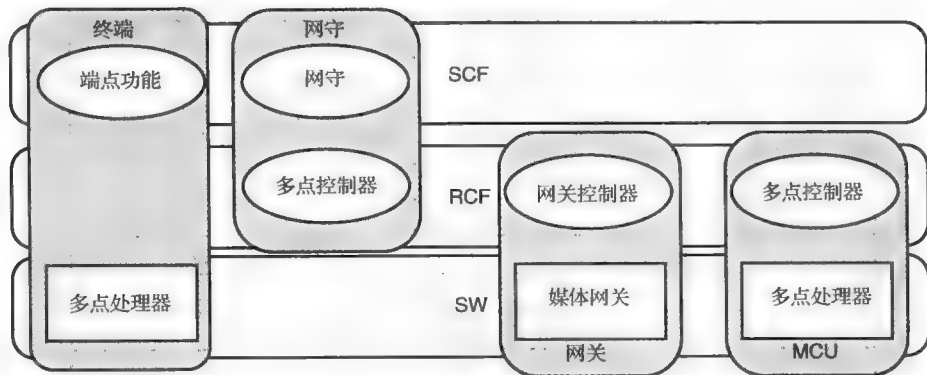 终端
网守
端点功能
网守
SCF
多点控制器
RCF
网关控制器
多点控制器
多点处理器
SW
媒体网关
多点处理器
网关
MCU